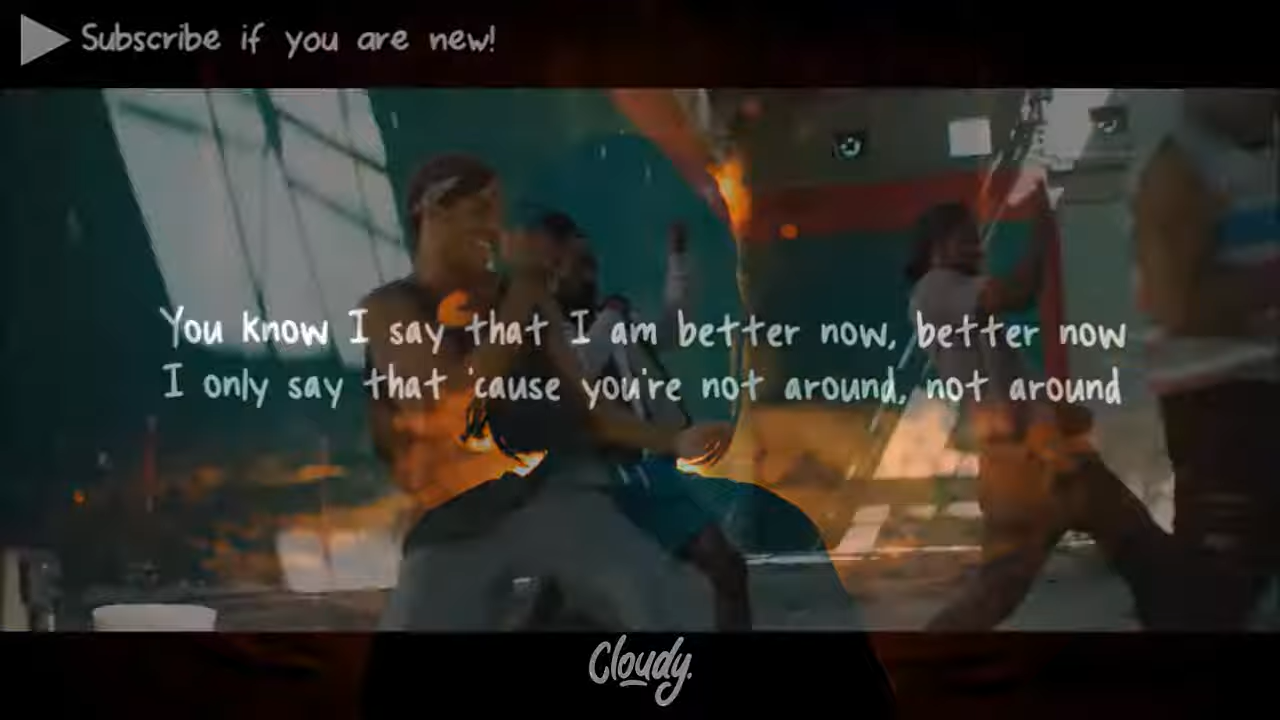 Subscribe if you are new!
You know I say that I am better now, better now
I only say that 'cause you're not around, not around
Cloudy.